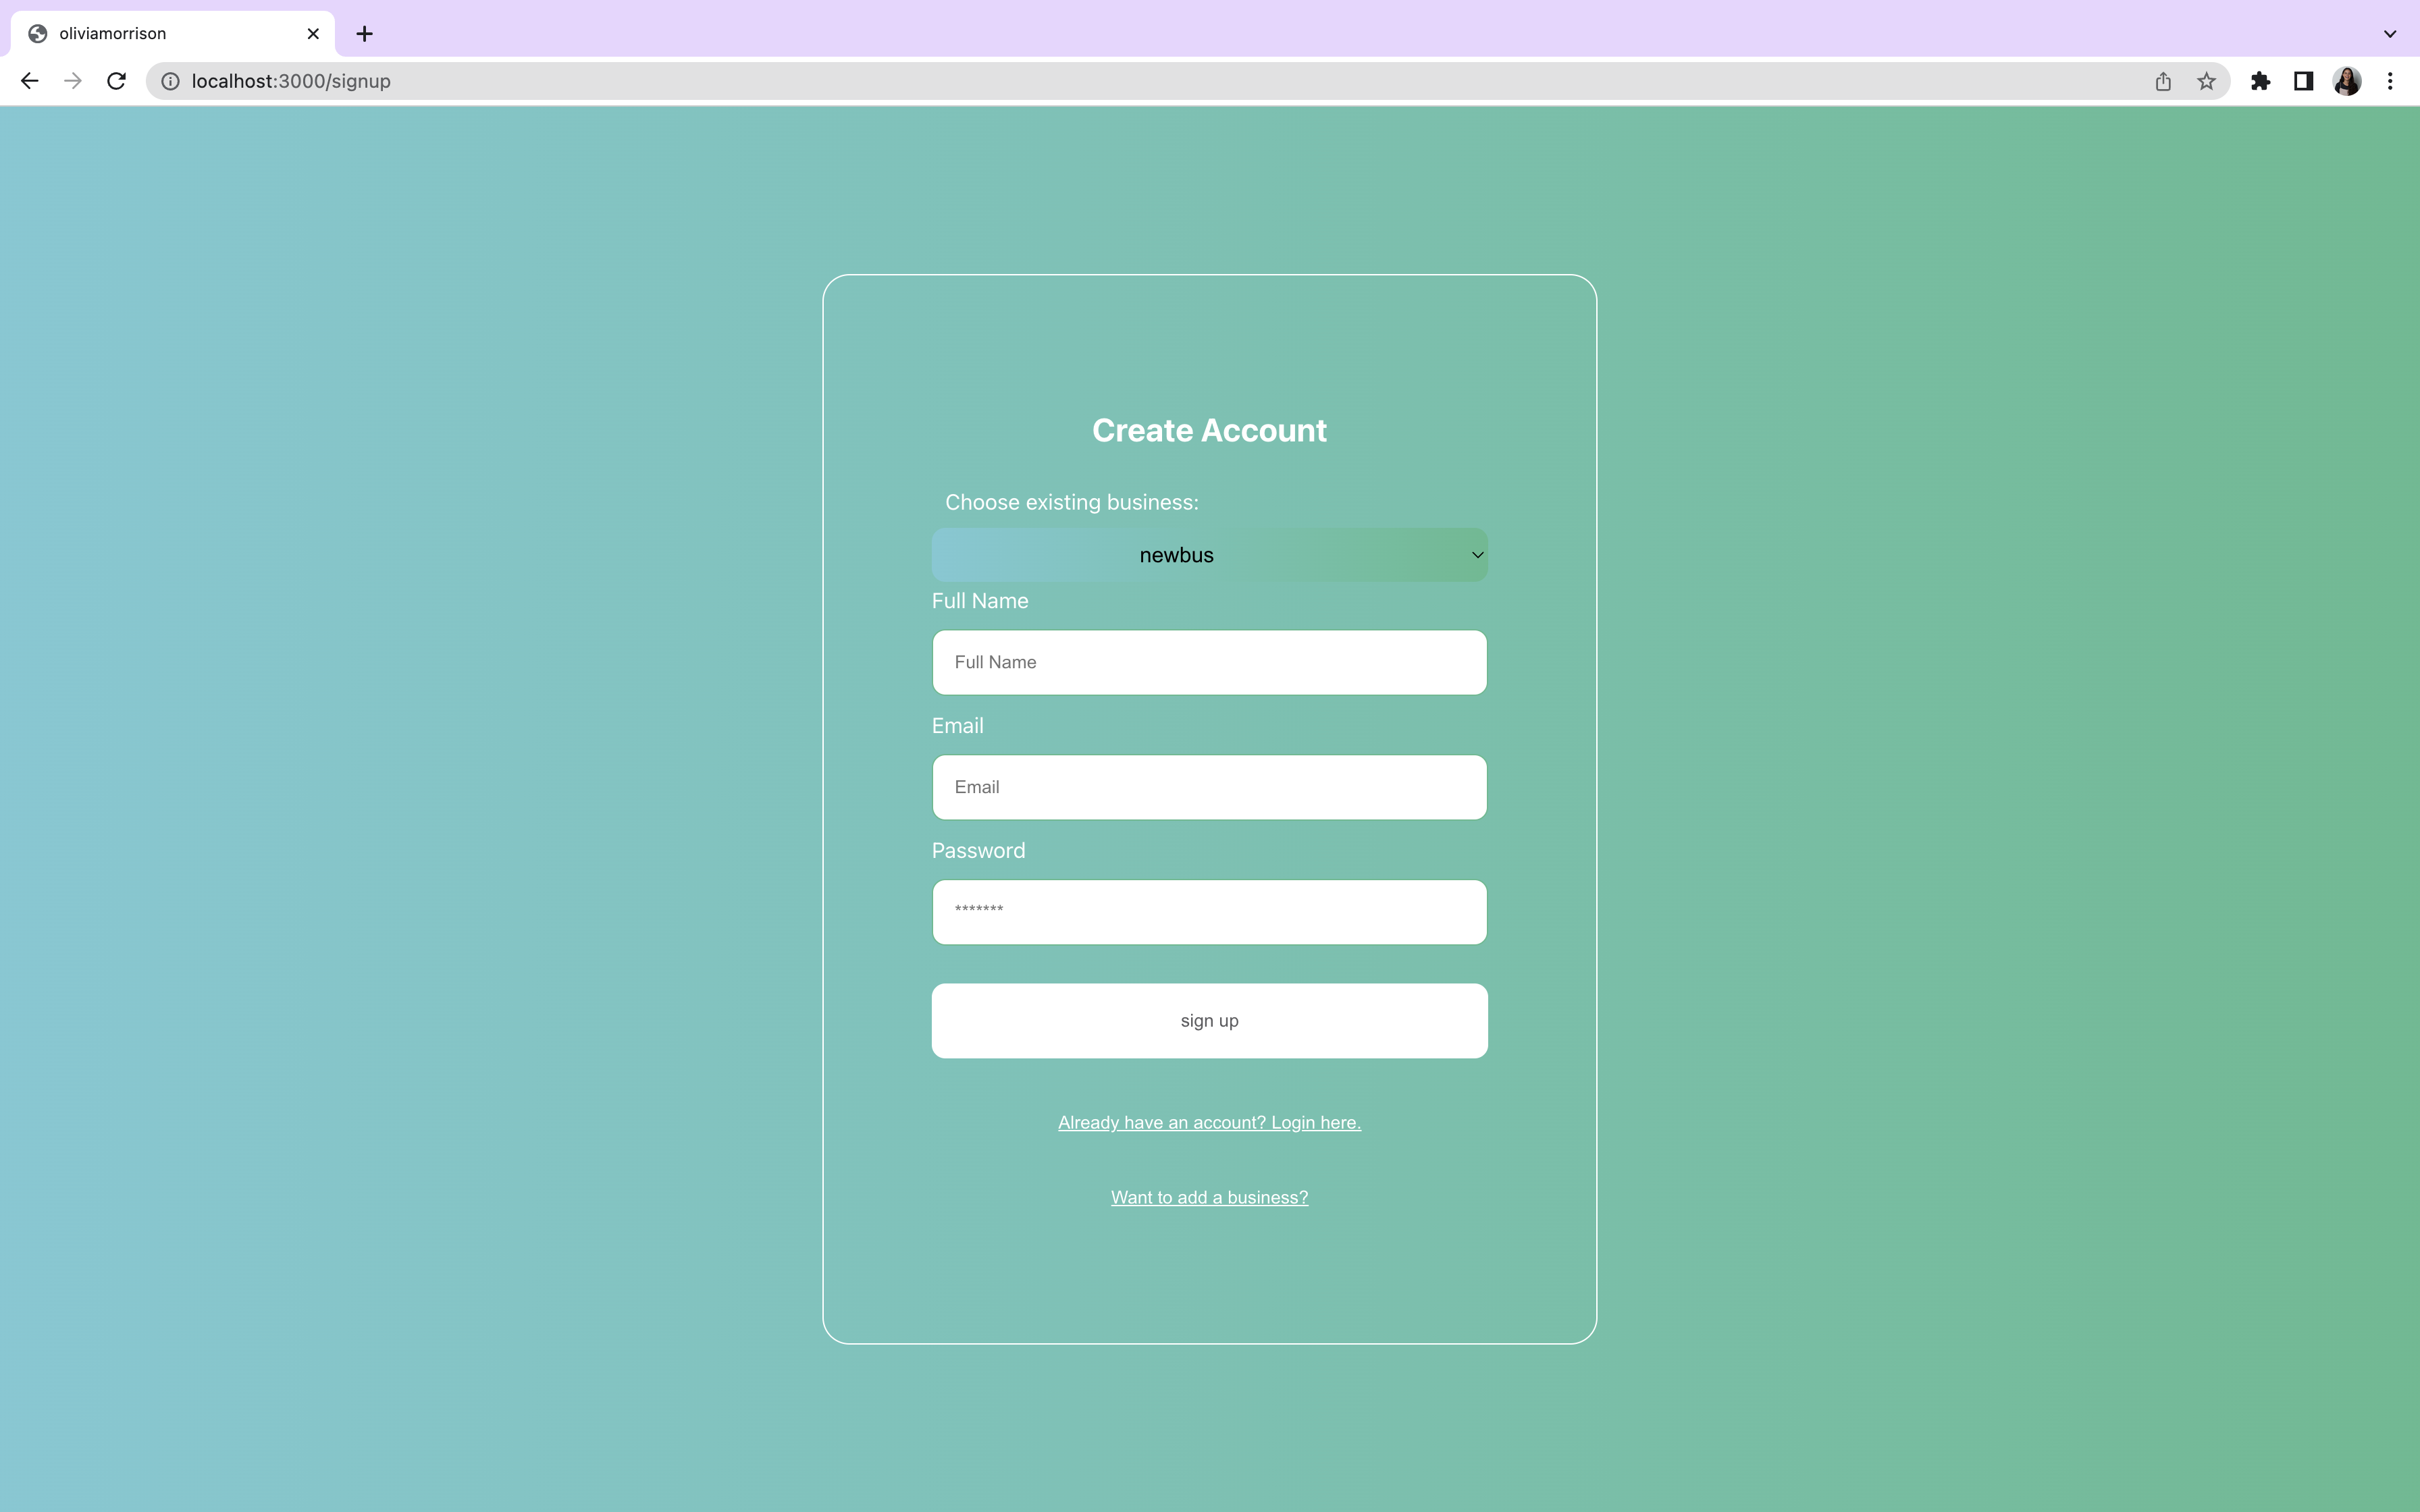 oliviamorrison
localhost:3000/signup
Create Account
Choose existing business:
newbus
Full Name
Full Name
Email
Email
Password
*******
sign up
Already have an account? Login here.
Want to add a business?